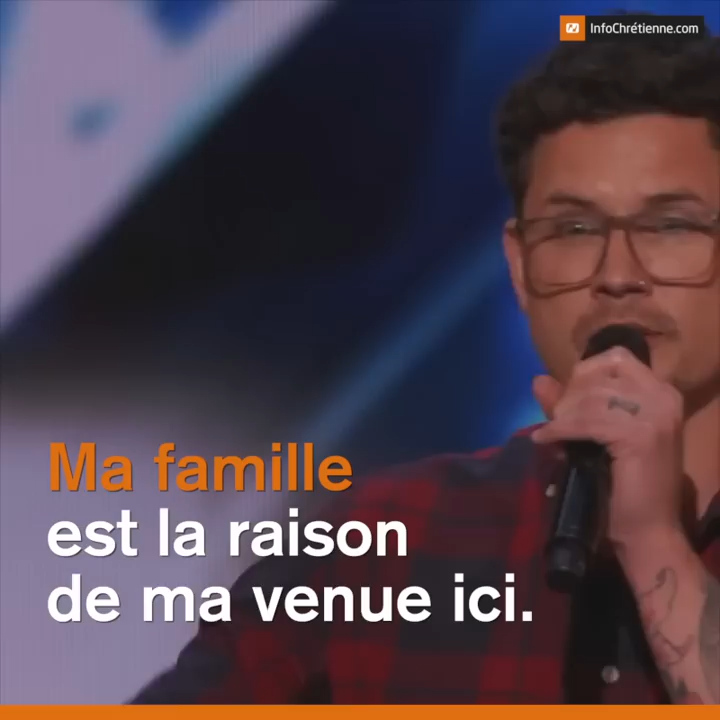 InfoChrétienne.com
Ma famille
est la raison
de ma venue ici.